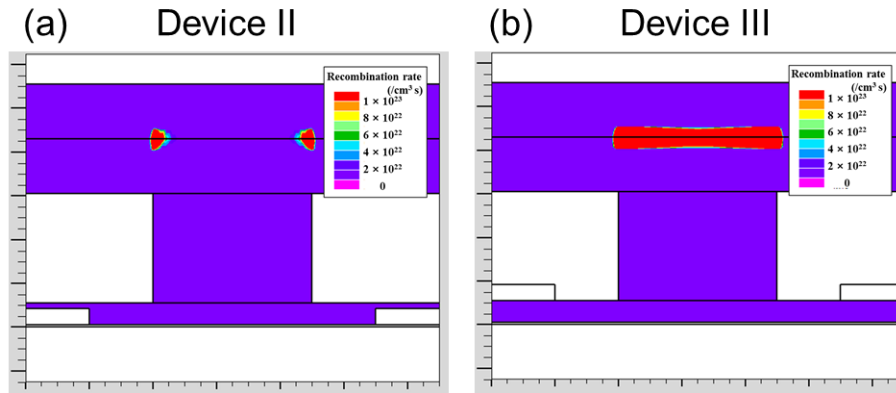 (a) Device II
Recombination rate
(/cm³ s)
1 × 10²³
8 × 10²²
6 × 10²²
4 × 10²²
2 × 10²²
0
(b) Device III
Recombination rate
(/cm³ s)
1 × 10²³
8 × 10²²
6 × 10²²
4 × 10²²
2 × 10²²
0